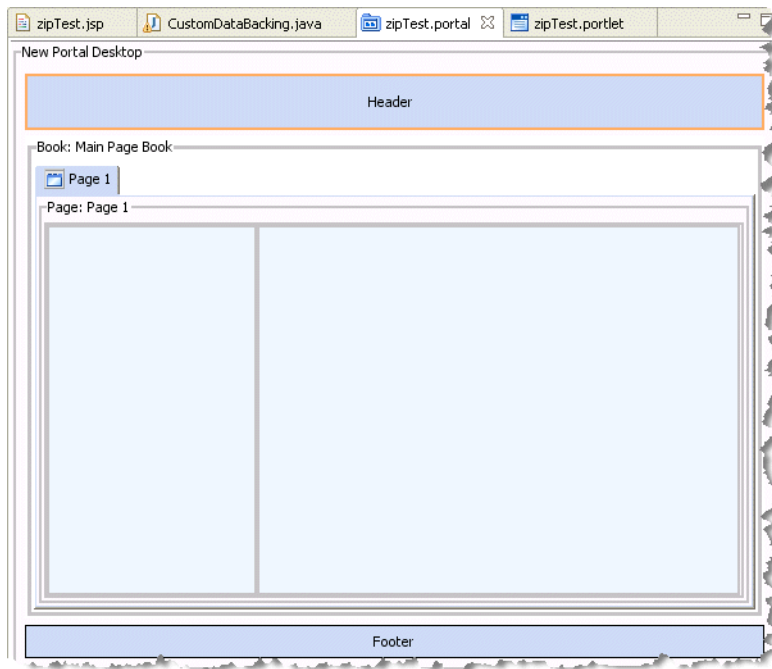 zipTest.jsp CustomDataBacking.java zipTest.portal zipTest.portlet
New Portal Desktop
Header
Book: Main Page Book
Page 1
Page: Page 1
Footer